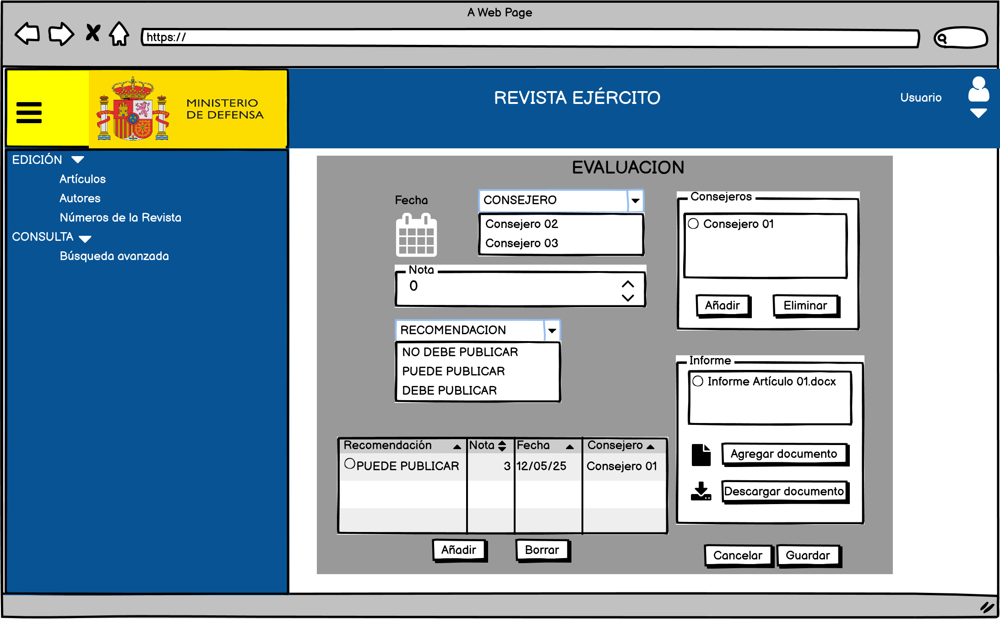 A Web Page
https://
MINISTERIO
DE DEFENSA
REVISTA EJÉRCITO
Usuario
EDICIÓN
Artículos
Autores
Números de la Revista
CONSULTA
Búsqueda avanzada
EVALUACION
Fecha
CONSEJERO
Consejero 02
Consejero 03
Nota
0
RECOMENDACION
NO DEBE PUBLICAR
PUEDE PUBLICAR
DEBE PUBLICAR
Consejeros
Consejero 01
Añadir Eliminar
Informe
Informe Artículo 01.docx
Agregar documento
Descargar documento
Recomendación Nota Fecha Consejero
PUEDE PUBLICAR 3 12/05/25 Consejero 01
Añadir Borrar
Cancelar Guardar